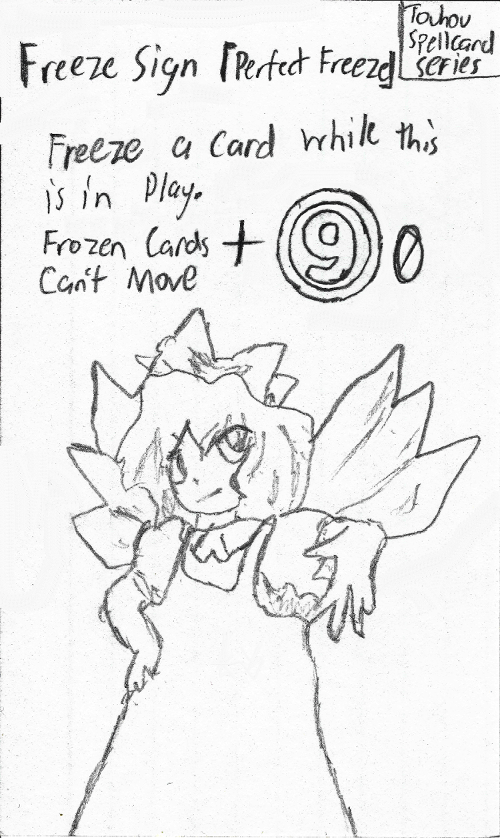 Touhou
Spellcard
series
Freeze Sign 「Perfect Freeze」
Freeze a Card while this
is in Play.
Frozen Cards
Can't Move
+ 9 0